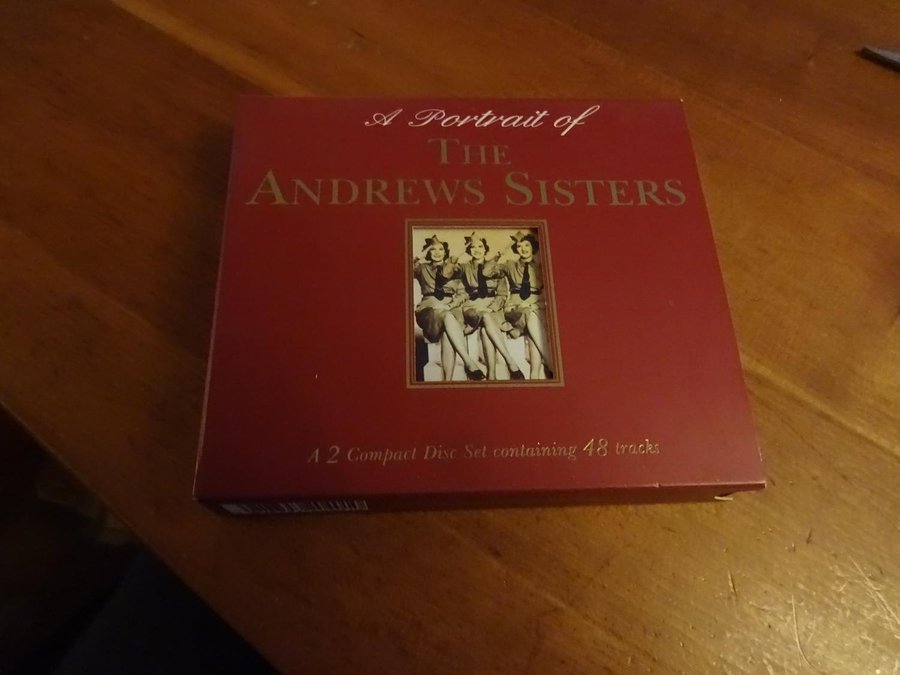 A Portrait of
THE
ANDREWS SISTERS
A 2 Compact Disc Set containing 48 tracks